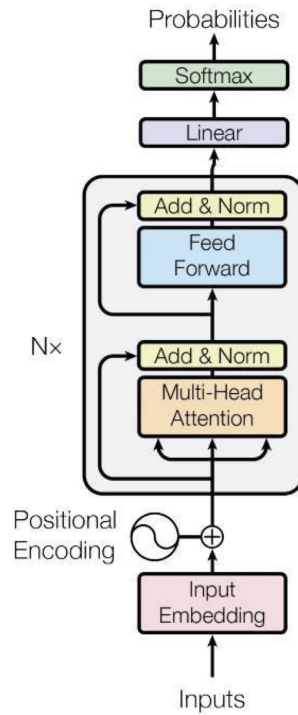 Probabilities
Softmax
Linear
Add & Norm
Feed
Forward
N×
Add & Norm
Multi-Head
Attention
Positional
Encoding
Input
Embedding
Inputs